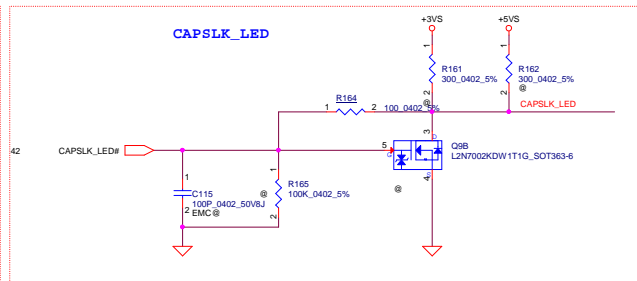 CAPSLK_LED
+3VS
+5VS
1
1
R161
300_0402_5%
R162
300_0402_5%
2
@
2
@
R164
1
2
100_0402_5%
CAPSLK_LED
3
D
42
CAPSLK_LED#
5
G
Q9B
L2N7002KDW1T1G_SOT363-6
S
4
@
1
C115
100P_0402_50V8J
2
EMC@
1
@
R165
100K_0402_5%
2